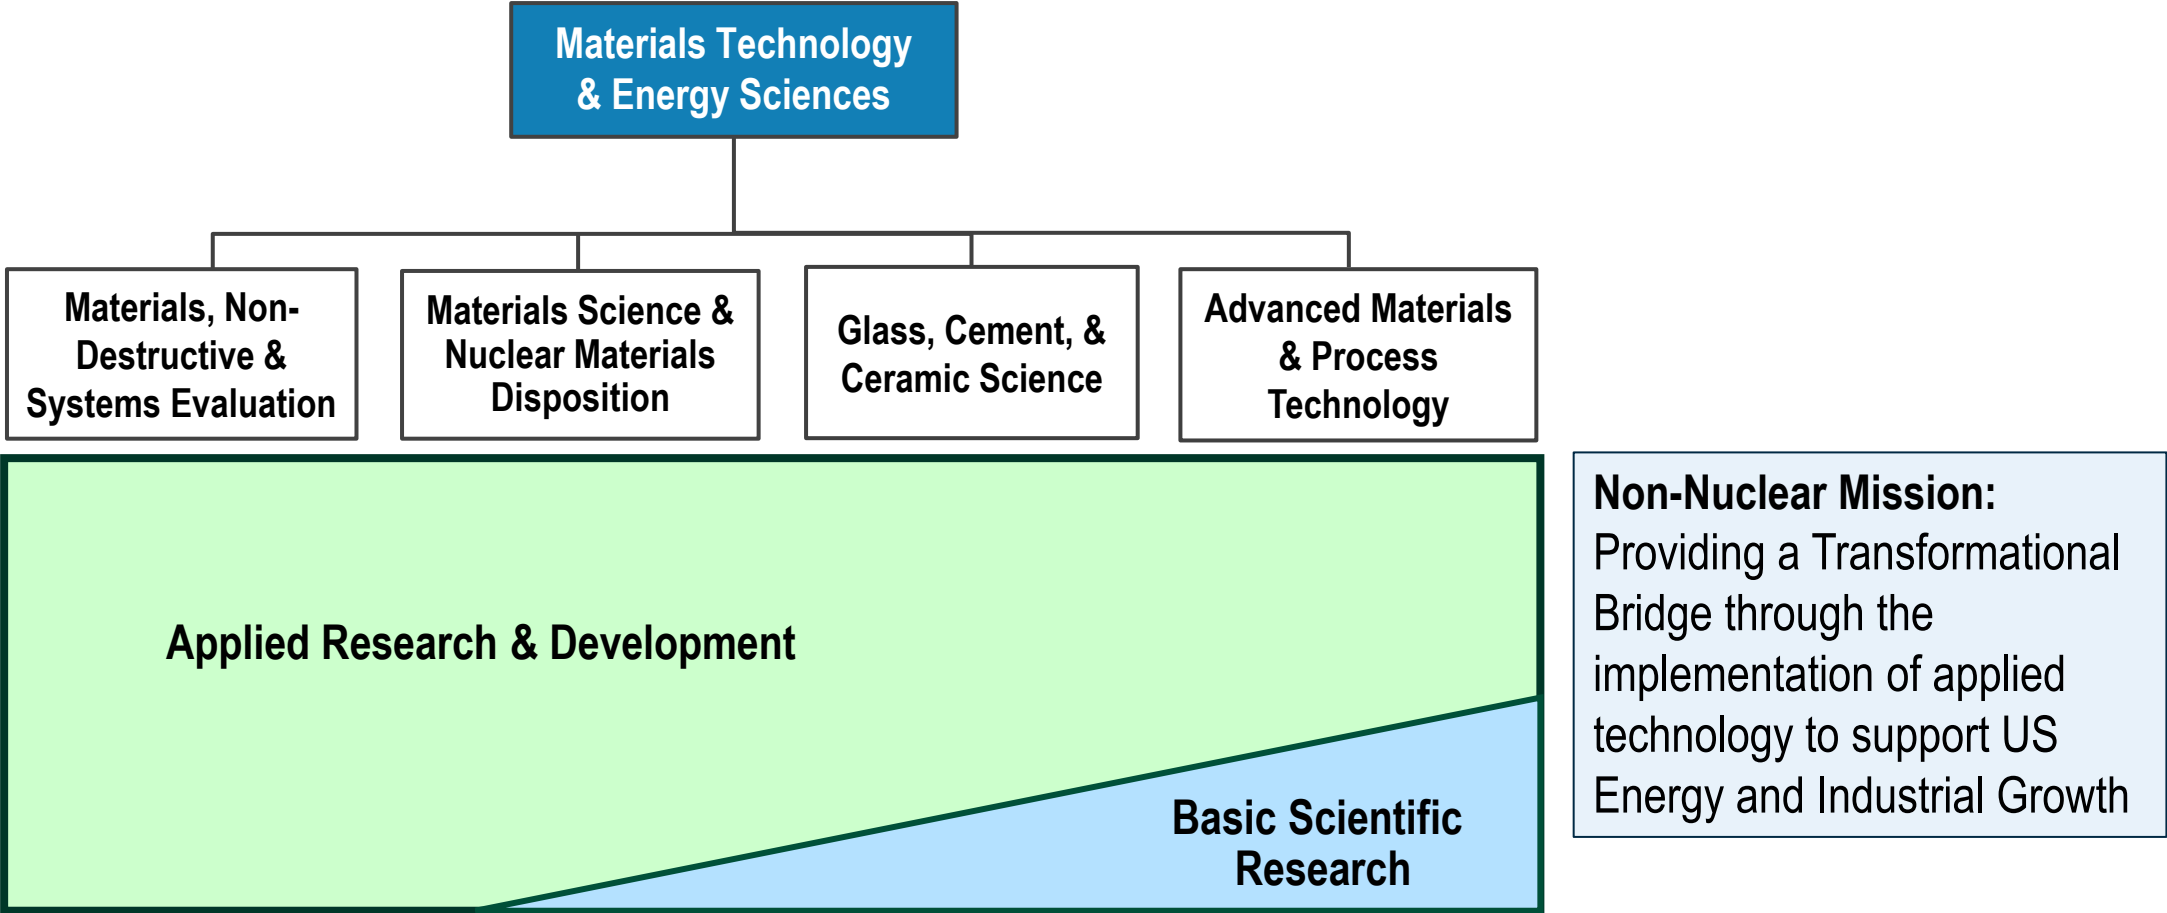 Materials Technology
& Energy Sciences
Materials, Non-
Destructive &
Systems Evaluation
Materials Science &
Nuclear Materials
Disposition
Glass, Cement, &
Ceramic Science
Advanced Materials
& Process
Technology
Applied Research & Development
Basic Scientific
Research
Non-Nuclear Mission:
Providing a Transformational
Bridge through the
implementation of applied
technology to support US
Energy and Industrial Growth